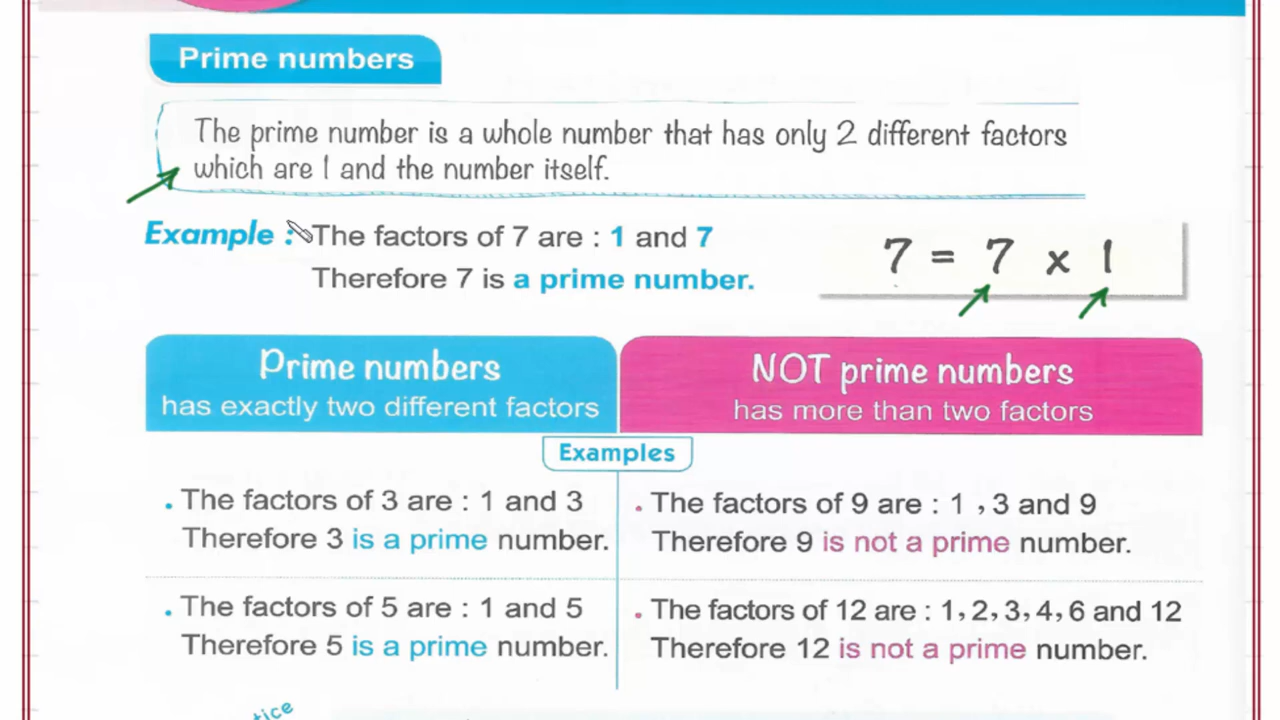 Prime numbers
The prime number is a whole number that has only 2 different factors
which are 1 and the number itself.
Example : The factors of 7 are : 1 and 7
Therefore 7 is a prime number.
7 = 7 x 1
Prime numbers
has exactly two different factors
NOT prime numbers
has more than two factors
Examples
. The factors of 3 are : 1 and 3
Therefore 3 is a prime number.
. The factors of 9 are : 1 , 3 and 9
Therefore 9 is not a prime number.
. The factors of 5 are : 1 and 5
Therefore 5 is a prime number.
. The factors of 12 are : 1, 2, 3, 4, 6 and 12
Therefore 12 is not a prime number.